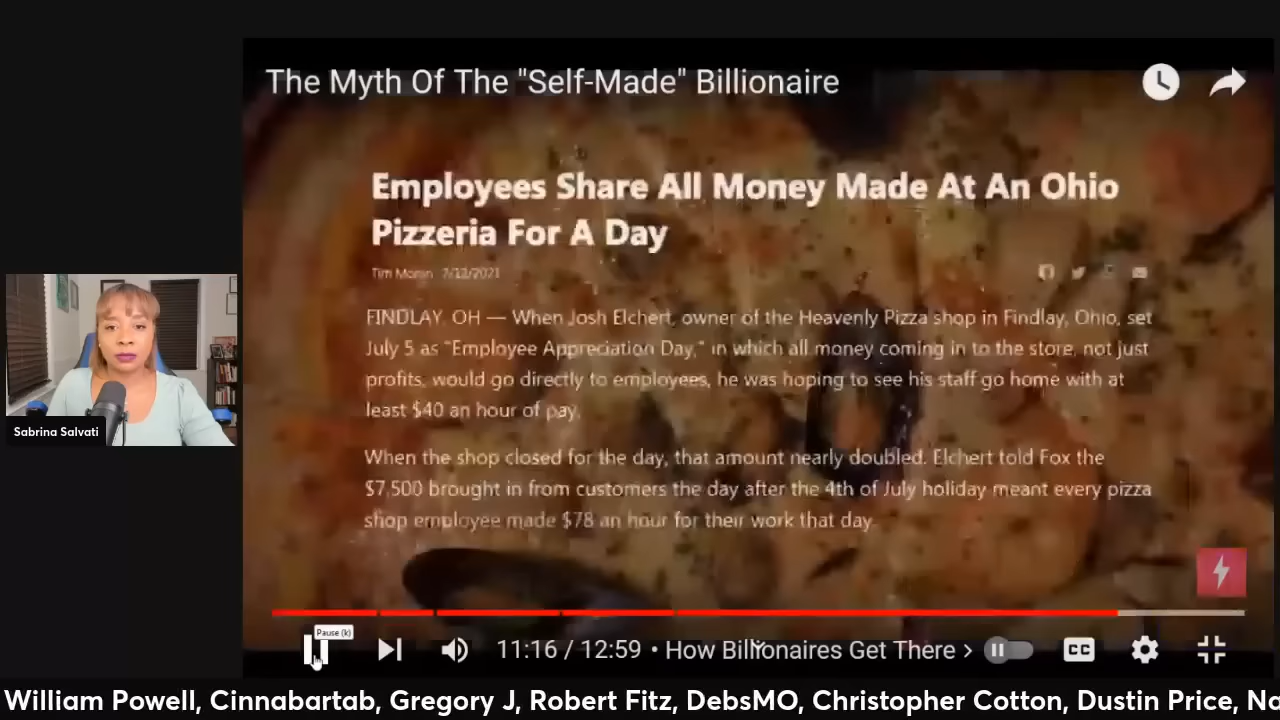 The Myth Of The "Self-Made" Billionaire
Employees Share All Money Made At An Ohio
Pizzeria For A Day
7/12/2021
FINDLAY, OH — When Josh Elchert, owner of the Heavenly Pizza shop in Findlay, Ohio, set
July 5 as "Employee Appreciation Day," in which all money coming in to the store, not just
profits, would go directly to employees, he was hoping to see his staff go home with at
least $40 an hour of pay.
When the shop closed for the day, that amount nearly doubled. Elchert told Fox the
$7,500 brought in from customers the day after the 4th of July holiday meant every pizza
shop employee made $78 an hour for their work that day.
Sabrina Salvati
Pause (k)
11:16 / 12:59 • How Billionaires Get There >
CC
William Powell, Cinnabartab, Gregory J, Robert Fitz, DebsMO, Christopher Cotton, Dustin Price,